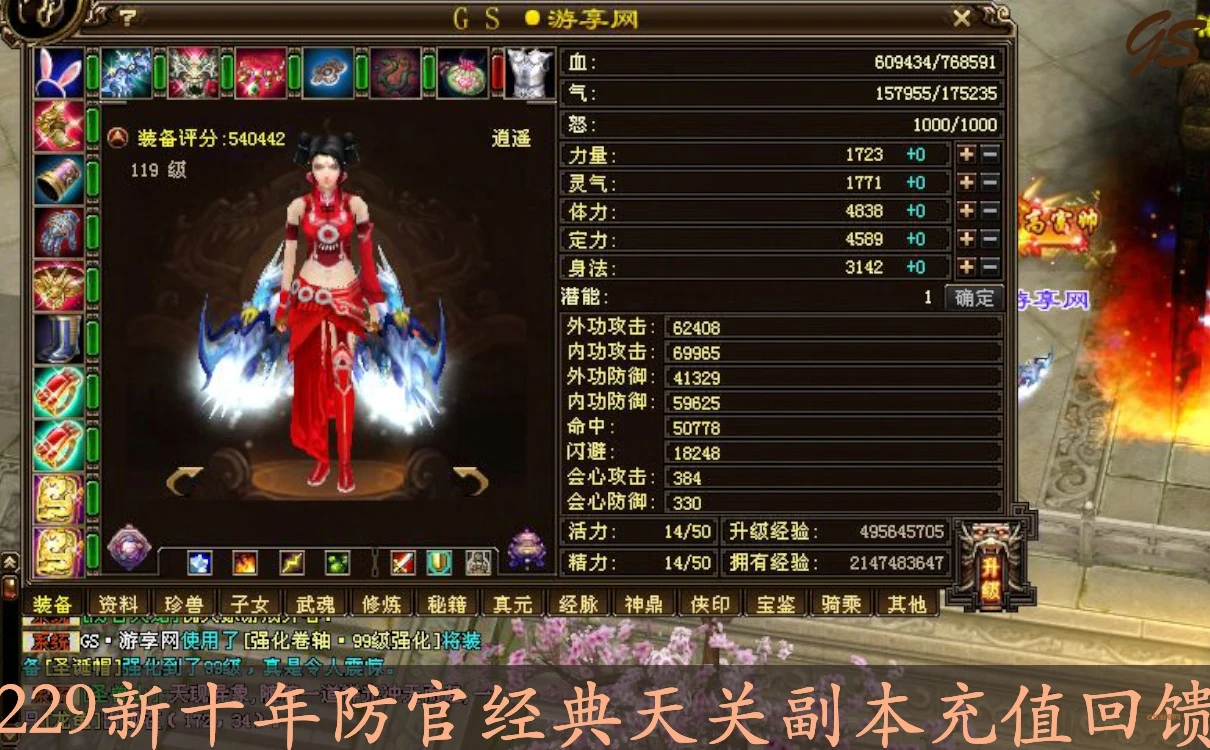 GS
? GS●游享网
血： 609434/768591
气： 157955/175235
怒： 1000/1000
装备评分:540442 逍遥
119 级
力量： 1723 +0
灵气： 1771 +0
体力： 4838 +0
定力： 4589 +0
身法： 3142 +0
潜能： 1 确定
高富帅
游享网
外功攻击： 62408
内功攻击： 69965
外功防御： 41329
内功防御： 59625
命中： 50778
闪避： 18248
会心攻击： 384
会心防御： 330
活力： 14/50 升级经验： 495645705
精力： 14/50 拥有经验： 2147483647
升级
装备 资料 珍兽 子女 武魂 修炼 秘籍 真元 经脉 神鼎 侠印 宝鉴 骑乘 其他
系统 GS·游享网使用了[强化卷轴·99级强化]将装
备[圣诞帽]强化到了99级，真是令人震惊。
229新十年防官经典天关副本充值回馈